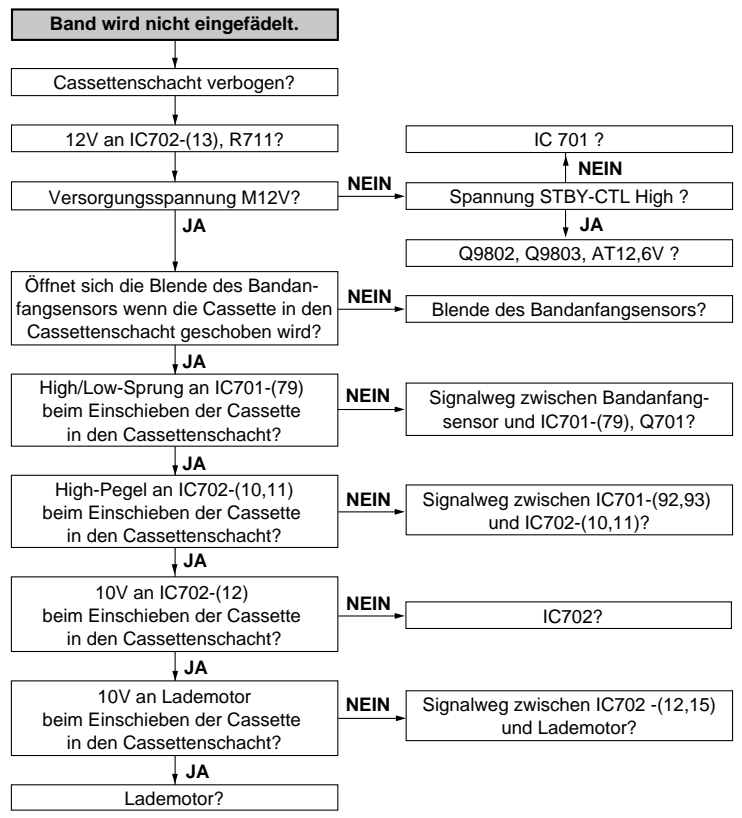 Band wird nicht eingefädelt.
Cassettenschacht verbogen?
12V an IC702-(13), R711?
IC 701 ?
NEIN
Versorgungsspannung M12V?
NEIN
Spannung STBY-CTL High ?
JA
JA
Q9802, Q9803, AT12,6V ?
Öffnet sich die Blende des Bandan-
fangsensors wenn die Cassette in den
Cassettenschacht geschoben wird?
NEIN
Blende des Bandanfangsensors?
JA
High/Low-Sprung an IC701-(79)
beim Einschieben der Cassette
in den Cassettenschacht?
NEIN
Signalweg zwischen Bandanfang-
sensor und IC701-(79), Q701?
JA
High-Pegel an IC702-(10,11)
beim Einschieben der Cassette
in den Cassettenschacht?
NEIN
Signalweg zwischen IC701-(92,93)
und IC702-(10,11)?
JA
10V an IC702-(12)
beim Einschieben der Cassette
in den Cassettenschacht?
NEIN
IC702?
JA
10V an Lademotor
beim Einschieben der Cassette
in den Cassettenschacht?
NEIN
Signalweg zwischen IC702 -(12,15)
und Lademotor?
JA
Lademotor?